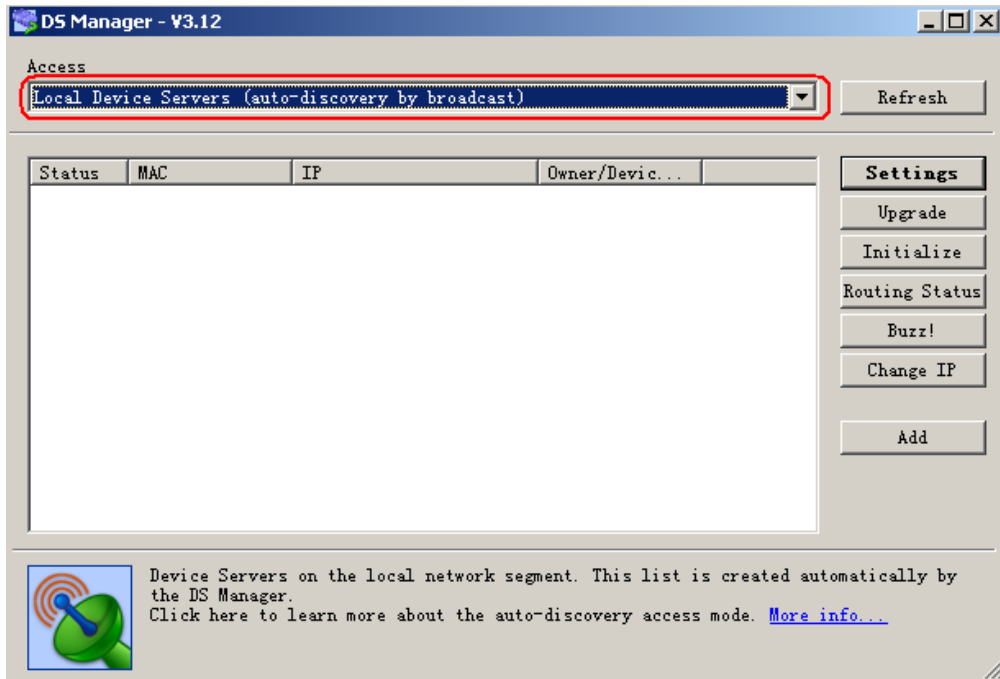 DS Manager - V3.12
Access
Local Device Servers (auto-discovery by broadcast)
Refresh
Status MAC IP Owner/Devic...
Settings
Upgrade
Initialize
Routing Status
Buzz!
Change IP
Add
Device Servers on the local network segment. This list is created automatically by
the DS Manager.
Click here to learn more about the auto-discovery access mode. More info...